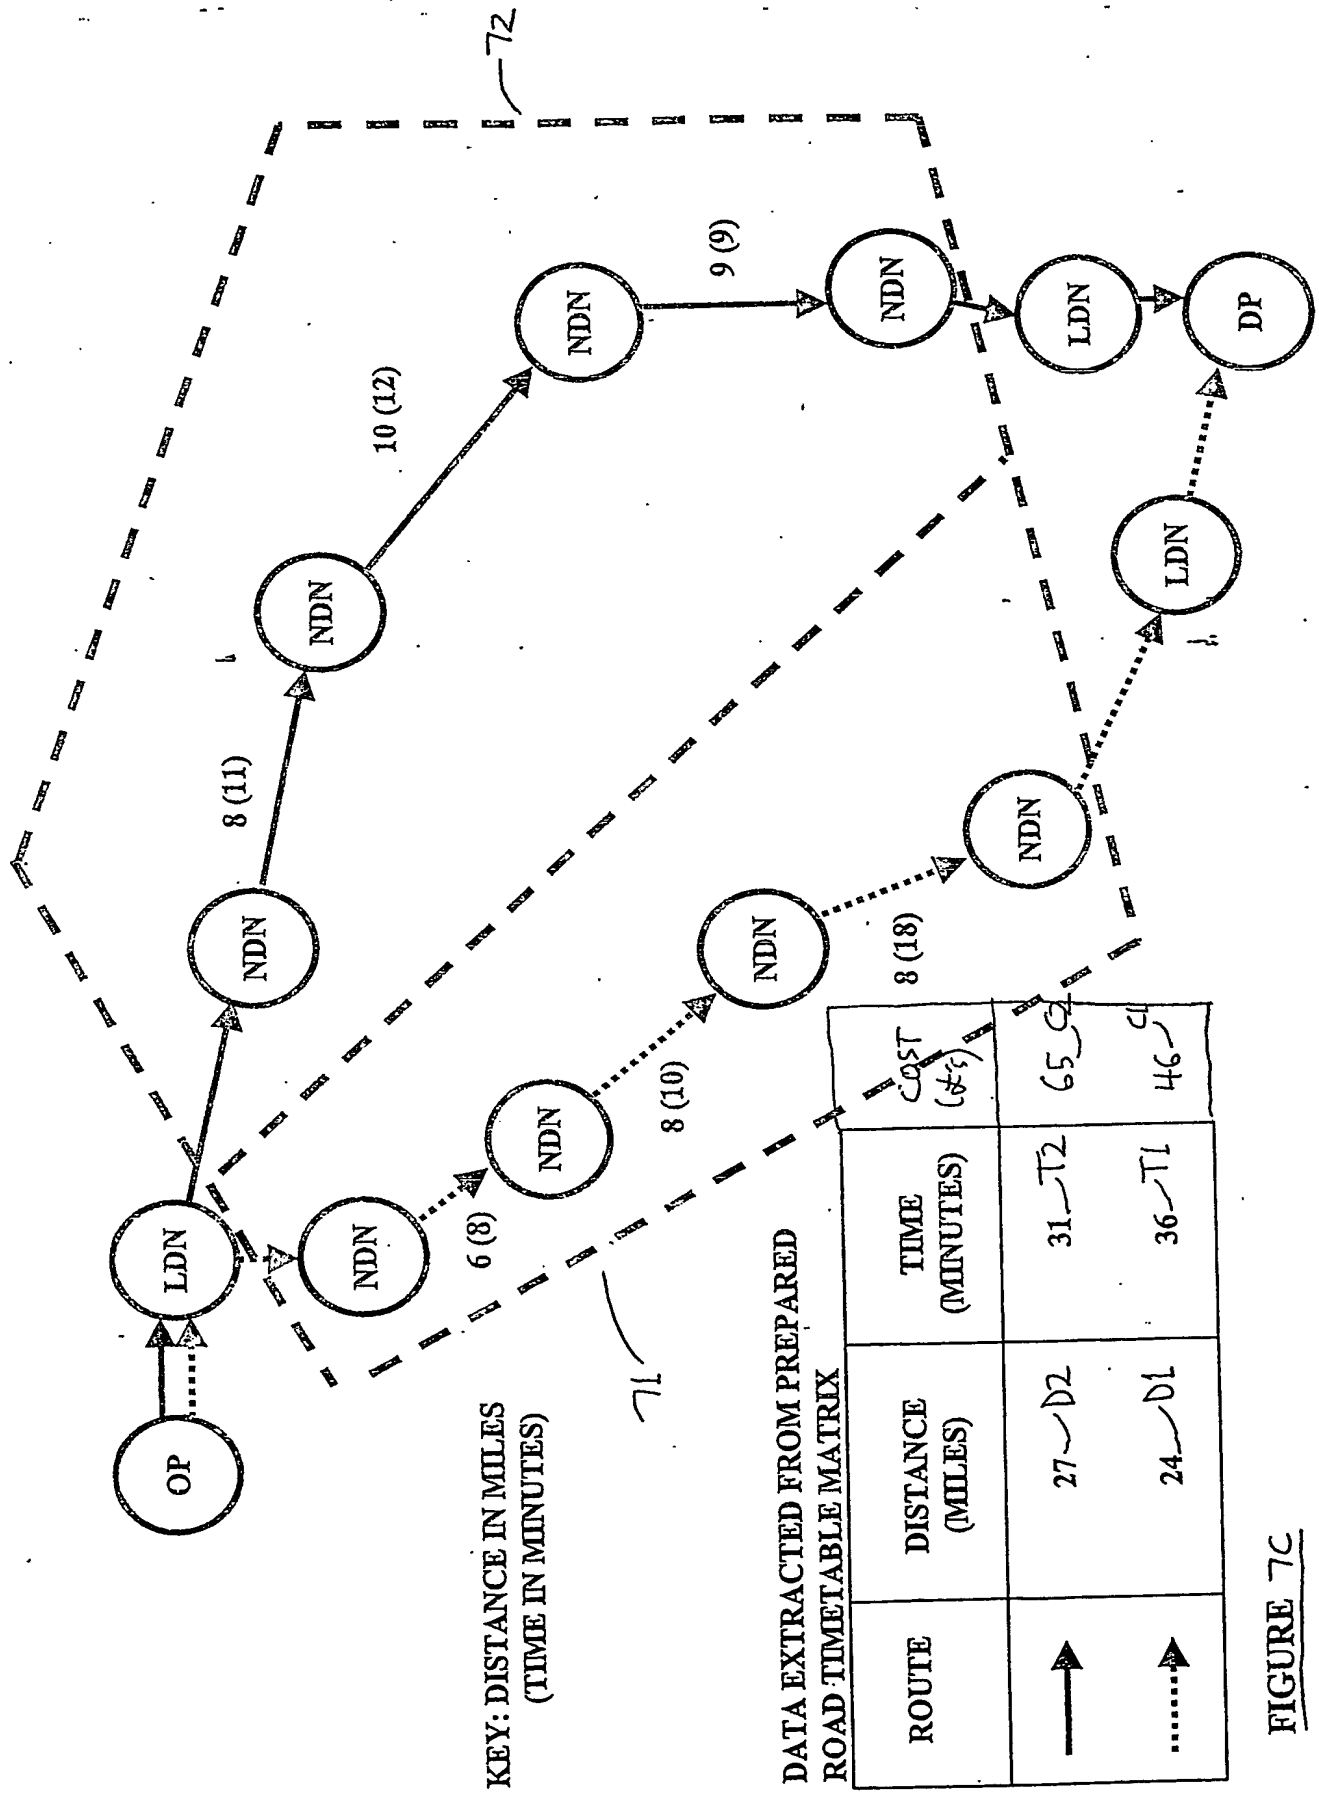 72
OP
LDN
NDN
8 (11)
NDN
10 (12)
NDN
9 (9)
NDN
LDN
DP
NDN
6 (8)
NDN
8 (10)
NDN
8 (18)
NDN
LDN
71
KEY: DISTANCE IN MILES
(TIME IN MINUTES)
DATA EXTRACTED FROM PREPARED
ROAD TIMETABLE MATRIX
ROUTE DISTANCE TIME COST
(MILES) (MINUTES) (£'s)
27 D2 31 T2 65
24 D1 36 T1 46
FIGURE 7C